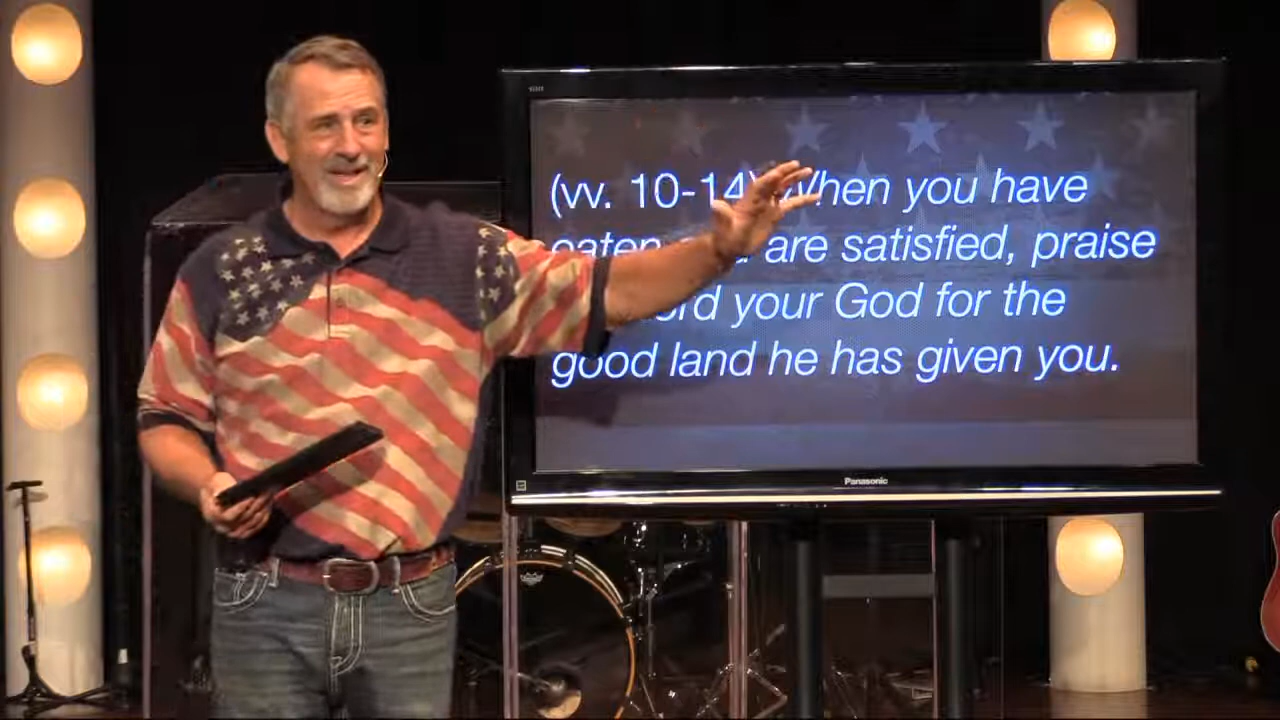 (vv. 10-14) When you have
are satisfied, praise
your God for the
good land he has given you.
Panasonic